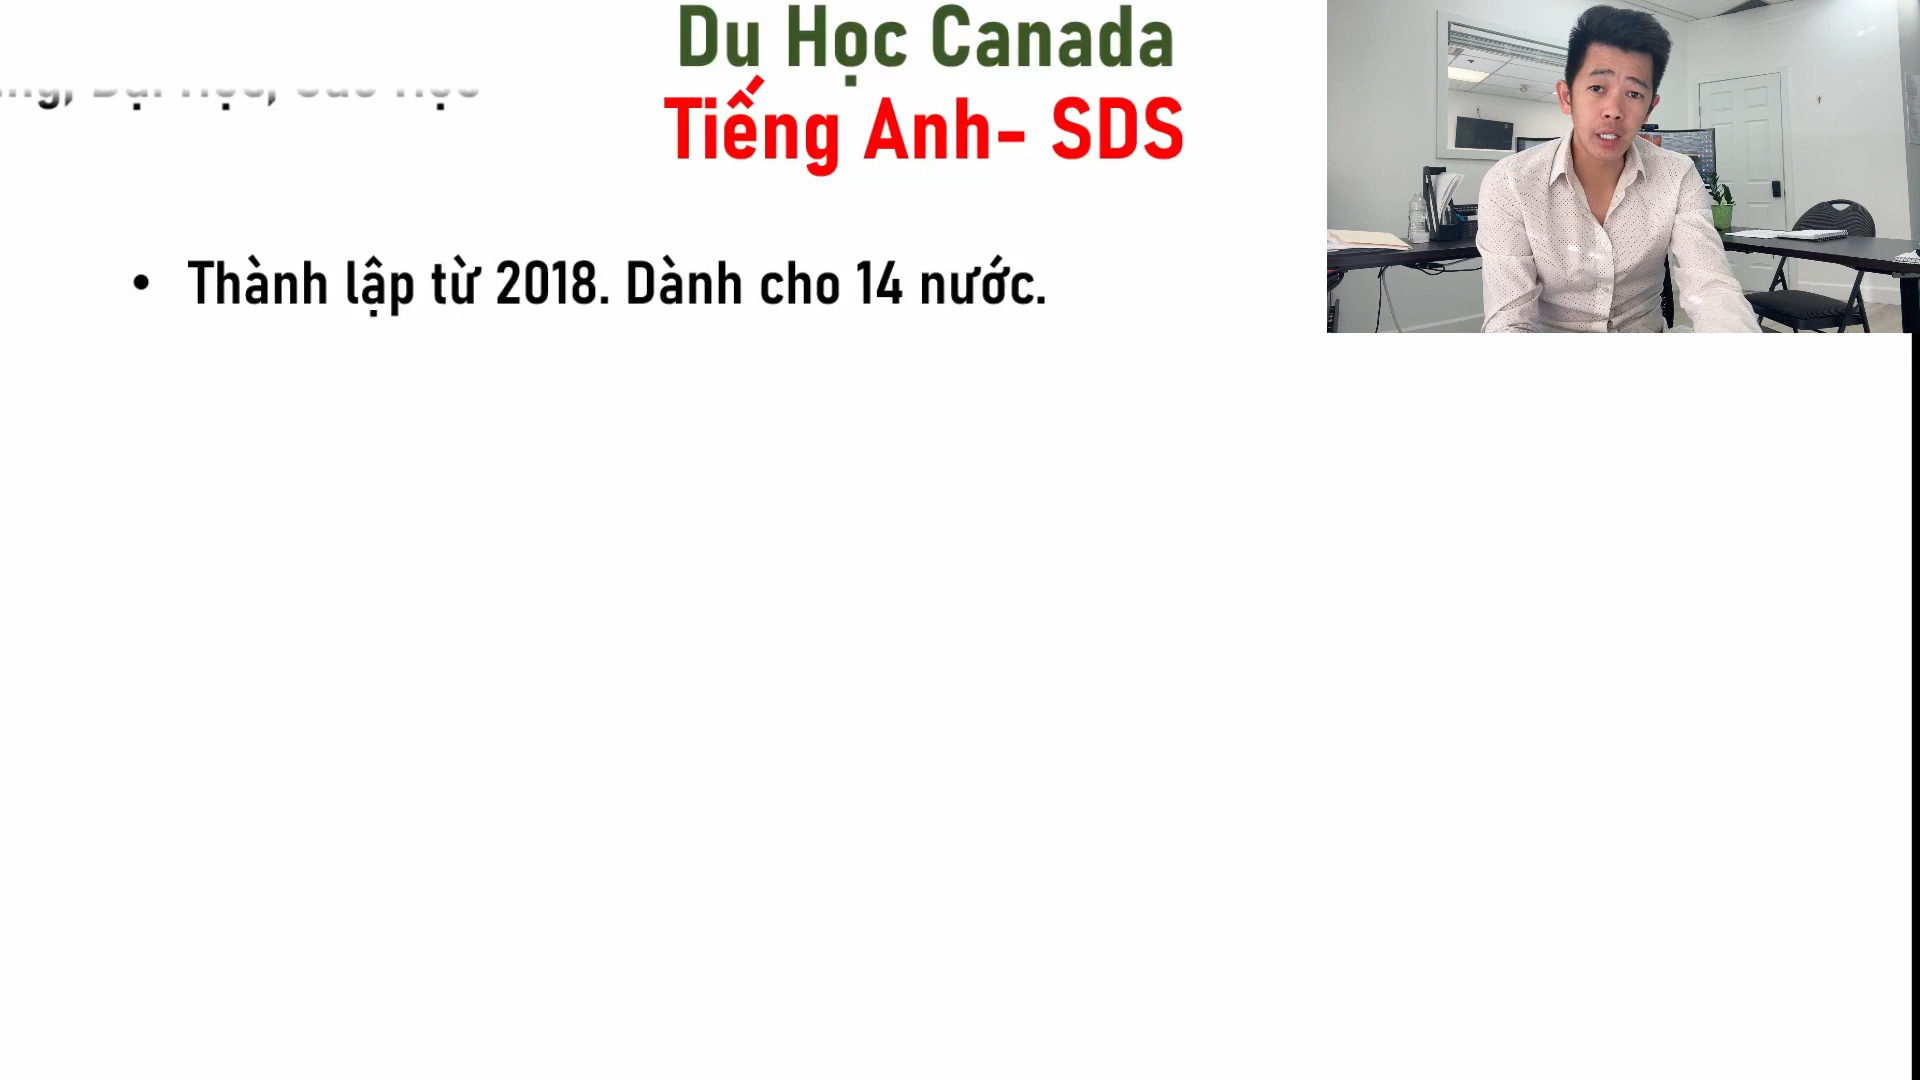 Du Học Canada
Tiếng Anh- SDS
• Thành lập từ 2018. Dành cho 14 nước.